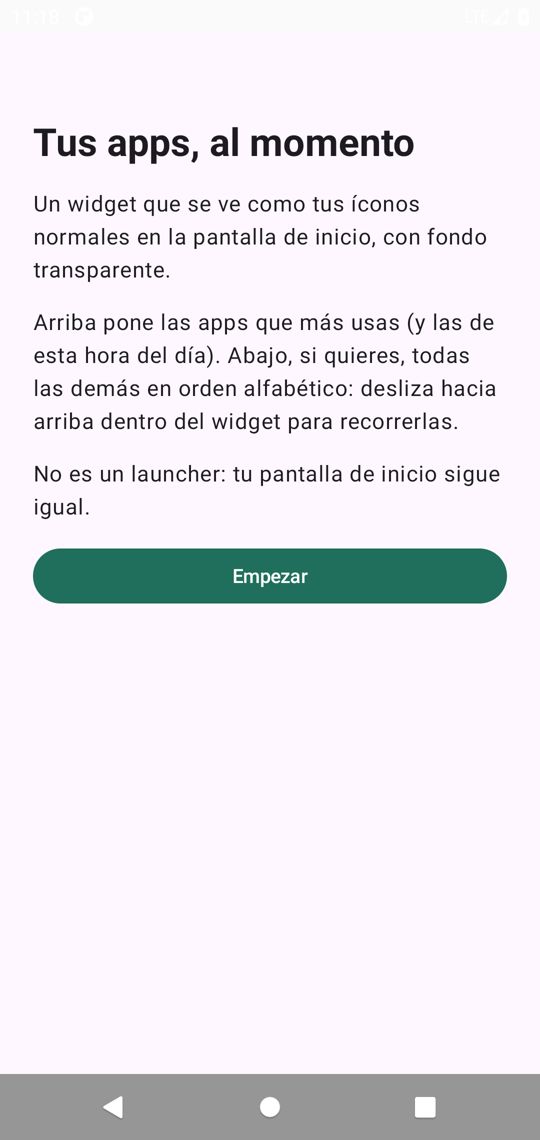 11:18
LTE
Tus apps, al momento
Un widget que se ve como tus íconos
normales en la pantalla de inicio, con fondo
transparente.
Arriba pone las apps que más usas (y las de
esta hora del día). Abajo, si quieres, todas
las demás en orden alfabético: desliza hacia
arriba dentro del widget para recorrerlas.
No es un launcher: tu pantalla de inicio sigue
igual.
Empezar